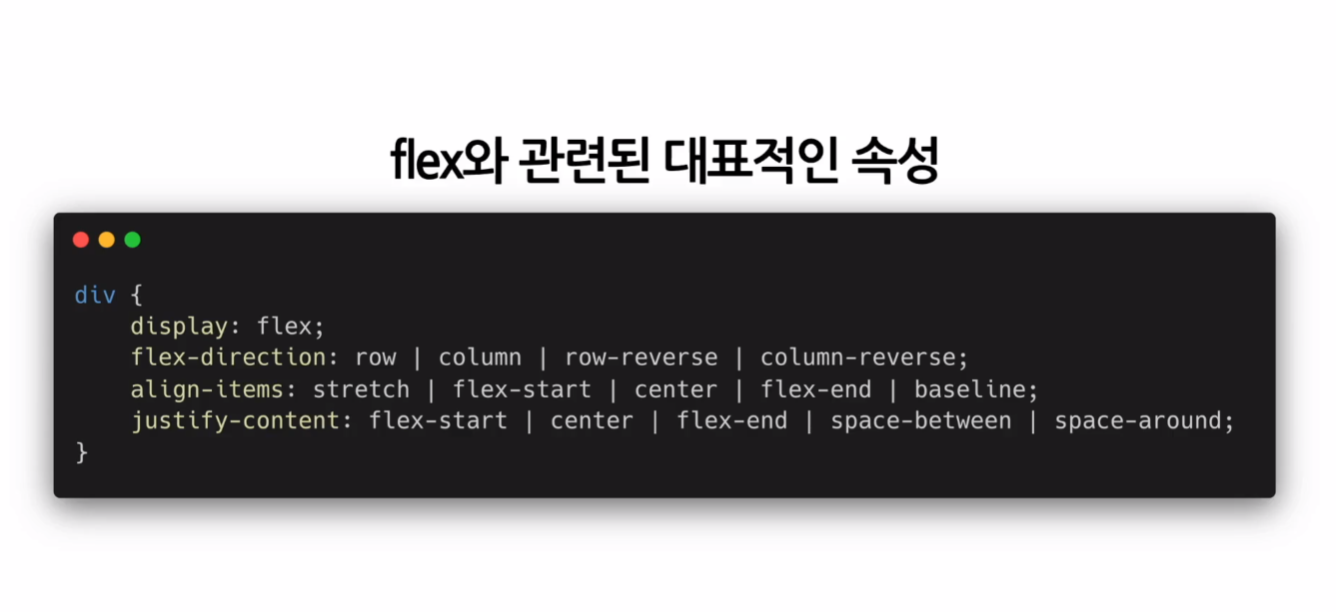 flex와 관련된 대표적인 속성
div {
    display: flex;
    flex-direction: row | column | row-reverse | column-reverse;
    align-items: stretch | flex-start | center | flex-end | baseline;
    justify-content: flex-start | center | flex-end | space-between | space-around;
}